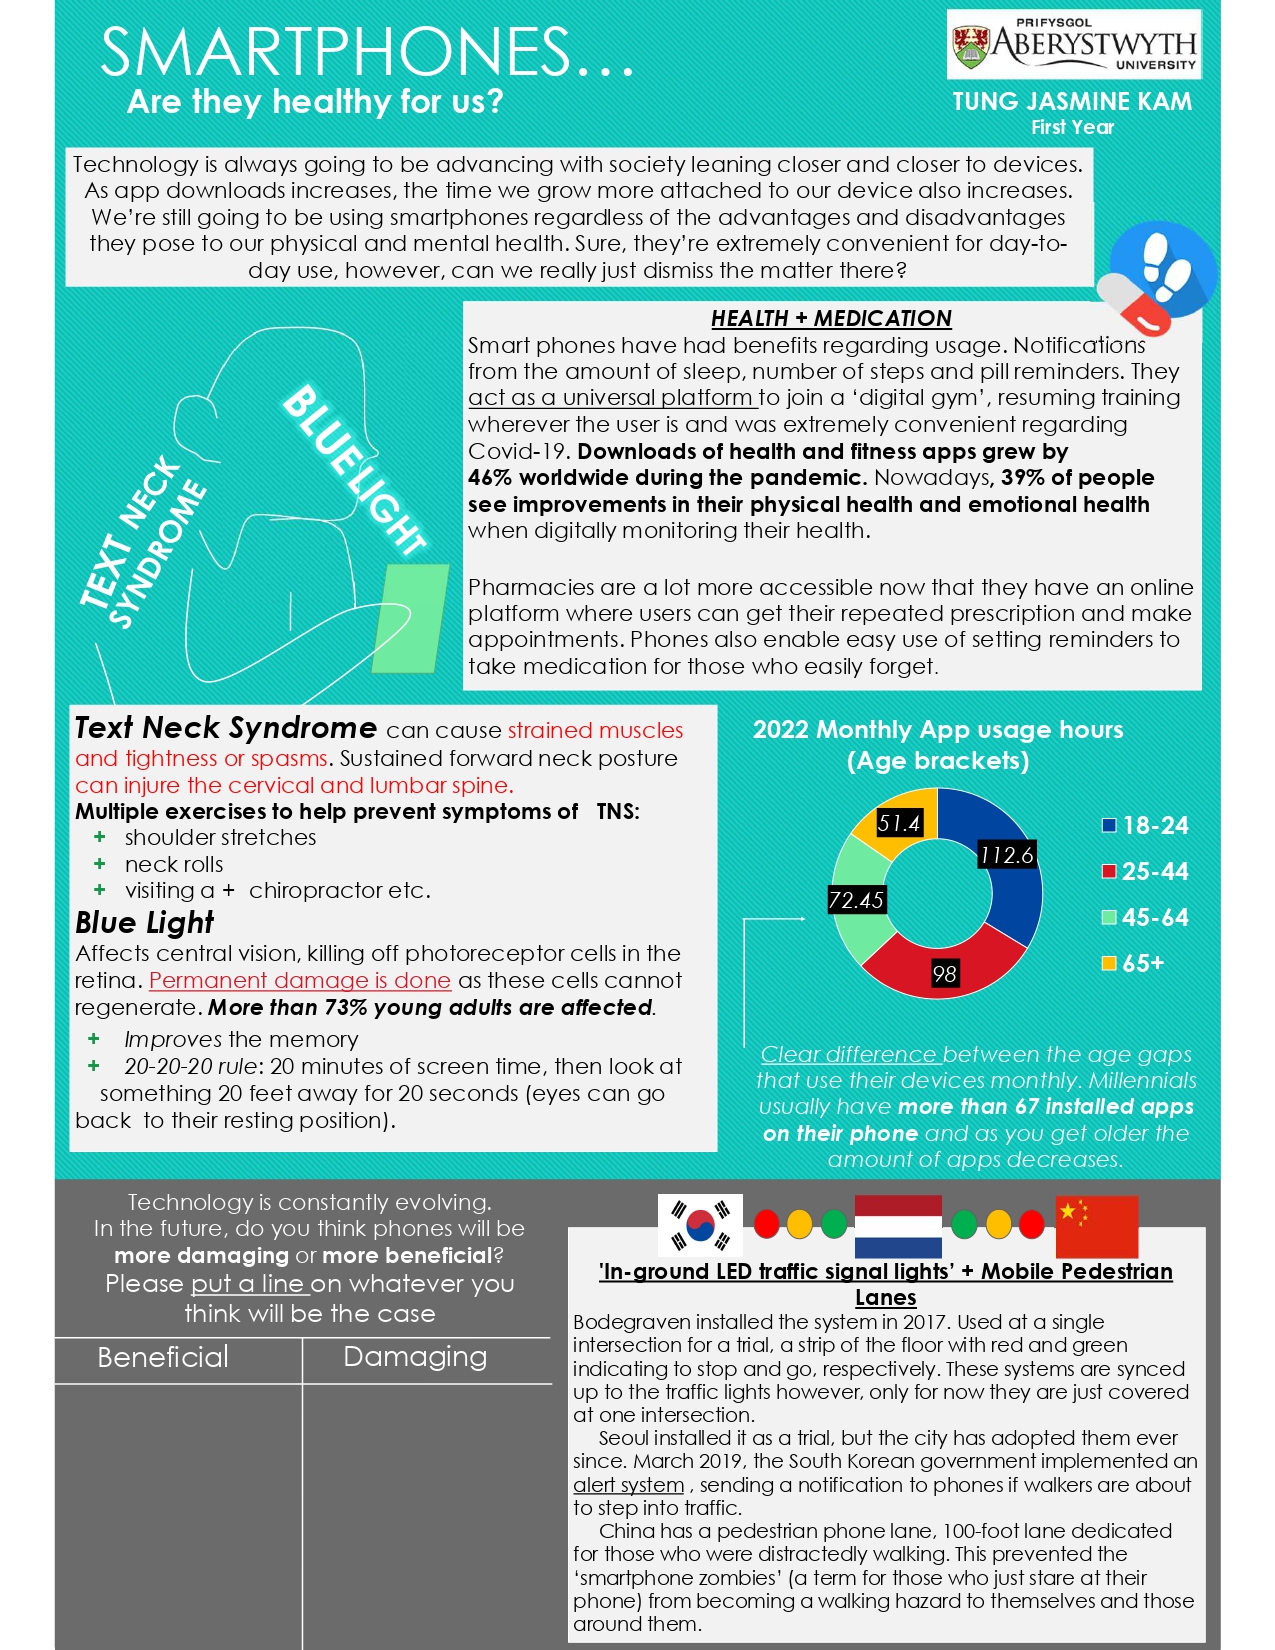 SMARTPHONES…
Are they healthy for us?
PRIFYSGOL
ABERYSTWYTH
UNIVERSITY
TUNG JASMINE KAM
First Year
Technology is always going to be advancing with society leaning closer and closer to devices.
As app downloads increases, the time we grow more attached to our device also increases.
We're still going to be using smartphones regardless of the advantages and disadvantages
they pose to our physical and mental health. Sure, they're extremely convenient for day-to-
day use, however, can we really just dismiss the matter there?
HEALTH + MEDICATION
Smart phones have had benefits regarding usage. Notifications
from the amount of sleep, number of steps and pill reminders. They
act as a universal platform to join a 'digital gym', resuming training
wherever the user is and was extremely convenient regarding
Covid-19. Downloads of health and fitness apps grew by
46% worldwide during the pandemic. Nowadays, 39% of people
see improvements in their physical health and emotional health
when digitally monitoring their health.
Pharmacies are a lot more accessible now that they have an online
platform where users can get their repeated prescription and make
appointments. Phones also enable easy use of setting reminders to
take medication for those who easily forget.
BLUELIGHT
TEXT NECK
SYNDROME
Text Neck Syndrome can cause strained muscles
and tightness or spasms. Sustained forward neck posture
can injure the cervical and lumbar spine.
Multiple exercises to help prevent symptoms of TNS:
+ shoulder stretches
+ neck rolls
+ visiting a + chiropractor etc.
Blue Light
Affects central vision, killing off photoreceptor cells in the
retina. Permanent damage is done as these cells cannot
regenerate. More than 73% young adults are affected.
+ Improves the memory
+ 20-20-20 rule: 20 minutes of screen time, then look at
something 20 feet away for 20 seconds (eyes can go
back to their resting position).
2022 Monthly App usage hours
(Age brackets)
51.4
112.6
72.45
98
18-24
25-44
45-64
65+
Clear difference between the age gaps
that use their devices monthly. Millennials
usually have more than 67 installed apps
on their phone and as you get older the
amount of apps decreases.
Technology is constantly evolving.
In the future, do you think phones will be
more damaging or more beneficial?
Please put a line on whatever you
think will be the case
Beneficial
Damaging
'In-ground LED traffic signal lights' + Mobile Pedestrian
Lanes
Bodegraven installed the system in 2017. Used at a single
intersection for a trial, a strip of the floor with red and green
indicating to stop and go, respectively. These systems are synced
up to the traffic lights however, only for now they are just covered
at one intersection.
Seoul installed it as a trial, but the city has adopted them ever
since. March 2019, the South Korean government implemented an
alert system , sending a notification to phones if walkers are about
to step into traffic.
China has a pedestrian phone lane, 100-foot lane dedicated
for those who were distractedly walking. This prevented the
'smartphone zombies' (a term for those who just stare at their
phone) from becoming a walking hazard to themselves and those
around them.